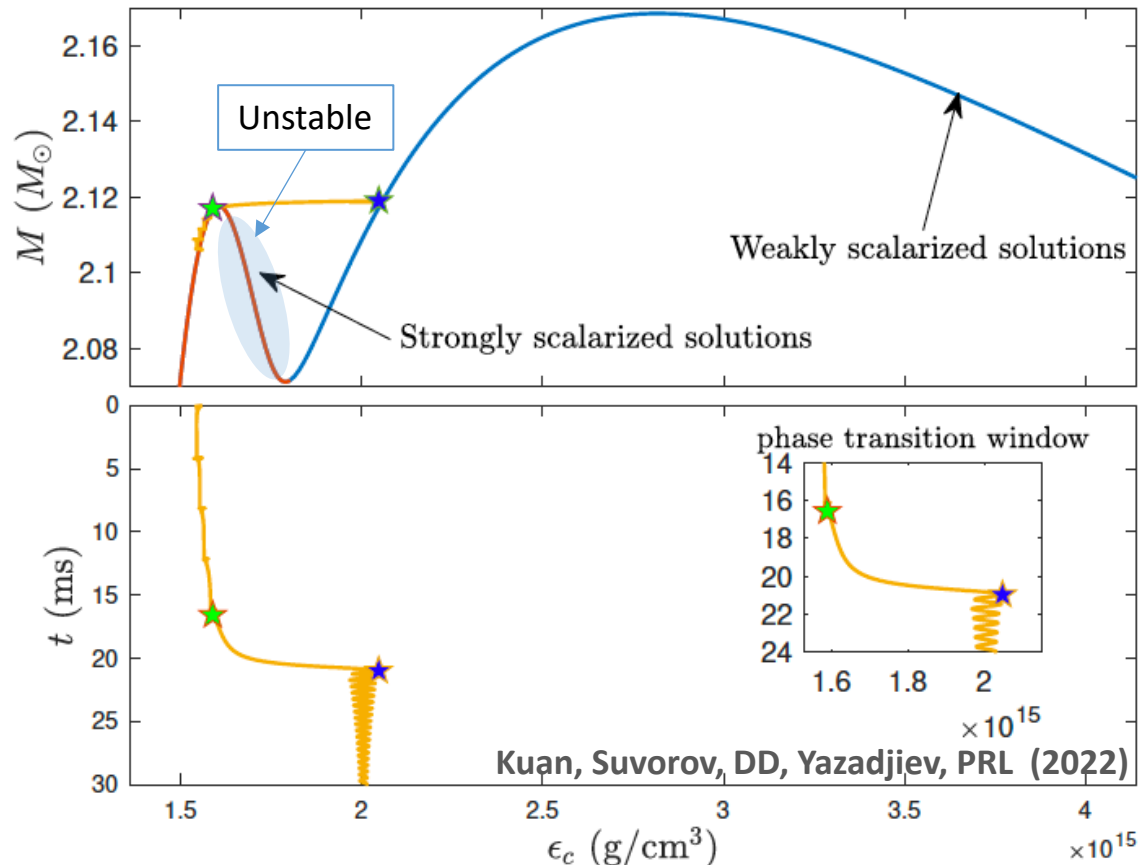 2.16
2.14
2.12
2.1
2.08
M (M⊙)
Unstable
Weakly scalarized solutions
Strongly scalarized solutions
0
5
10
15
20
25
30
t (ms)
phase transition window
14
16
18
20
22
24
1.6 1.8 2
×10¹⁵
Kuan, Suvorov, DD, Yazadjiev, PRL (2022)
1.5 2 2.5 3 3.5 4
ϵc (g/cm³)
×10¹⁵